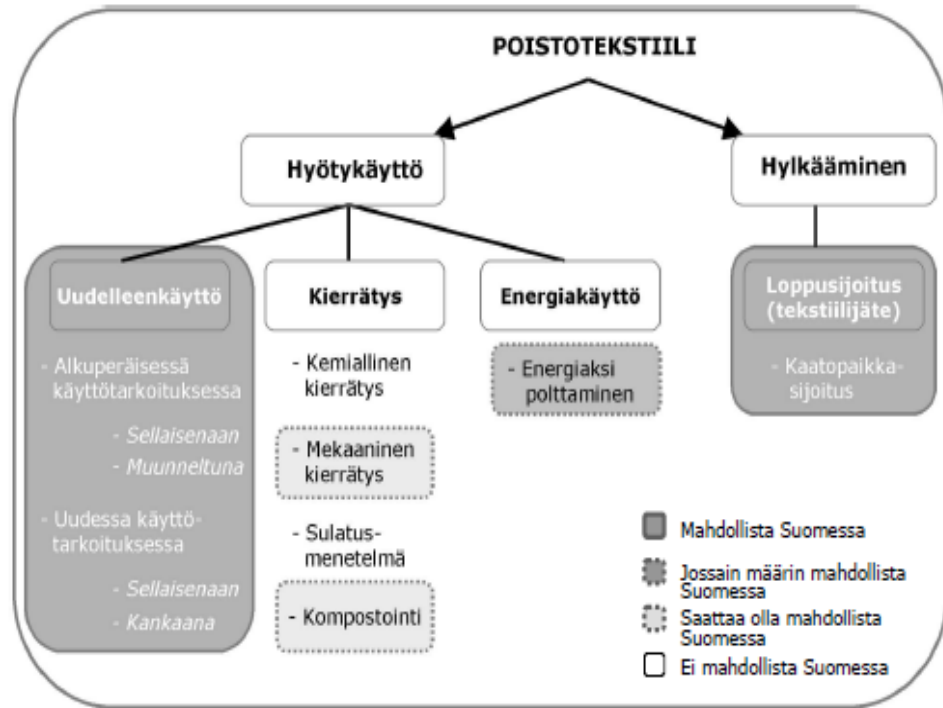 POISTOTEKSTIILI
Hyötykäyttö
Hylkääminen
Uudelleenkäyttö
- Alkuperäisessä
käyttötarkoituksessa
- Sellaisenaan
- Muunneltuna
- Uudessa käyttö-
tarkoituksessa
- Sellaisenaan
- Kankaana
Kierrätys
- Kemiallinen
kierrätys
- Mekaaninen
kierrätys
- Sulatus-
menetelmä
- Kompostointi
Energiakäyttö
- Energiaksi
polttaminen
Loppusijoitus
(tekstiilijäte)
- Kaatopaikka-
sijoitus
Mahdollista Suomessa
Jossain määrin mahdollista
Suomessa
Saattaa olla mahdollista
Suomessa
Ei mahdollista Suomessa